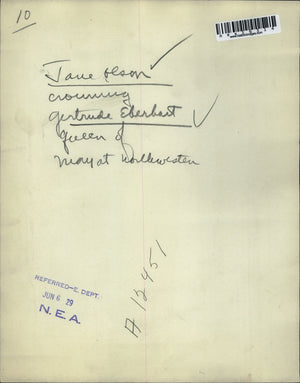 10
Jane Olson
crowning
Gertrude Eberhart
Queen of
May at Northwestern
REFERRED-E. DEPT.
JUN 6 29
N.E.A.
A 12451